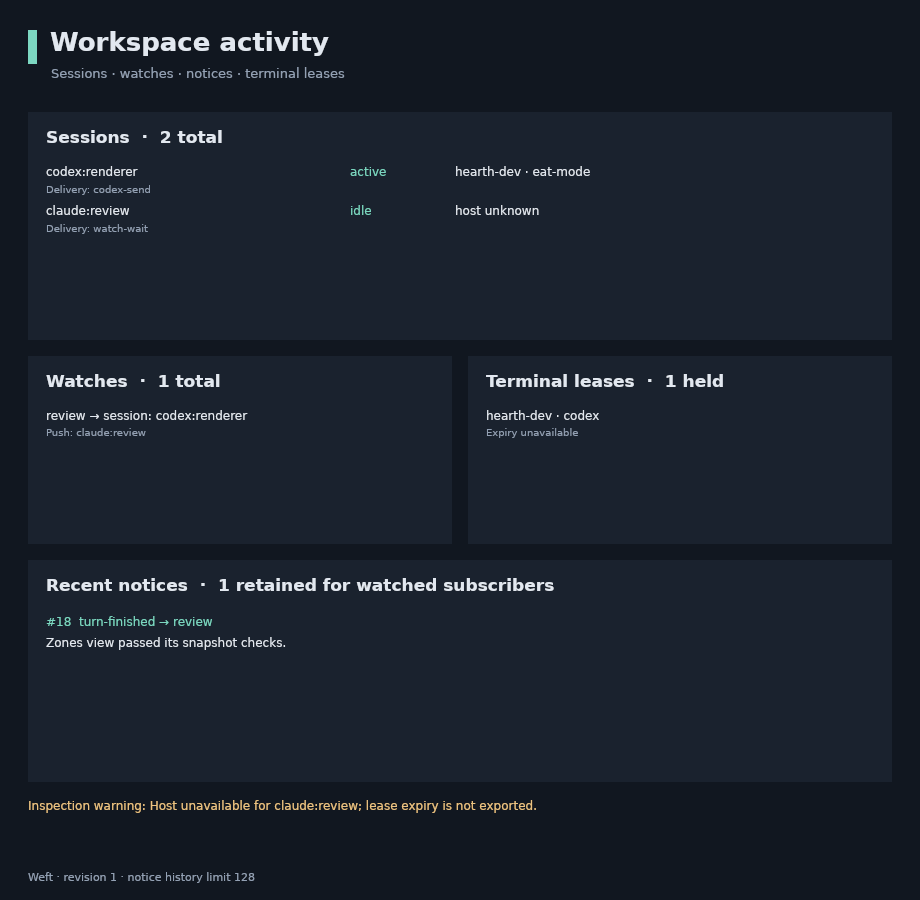 Workspace activity
Sessions · watches · notices · terminal leases
Sessions · 2 total
codex:renderer active hearth-dev · eat-mode
Delivery: codex-send
claude:review idle host unknown
Delivery: watch-wait
Watches · 1 total
review → session: codex:renderer
Push: claude:review
Terminal leases · 1 held
hearth-dev · codex
Expiry unavailable
Recent notices · 1 retained for watched subscribers
#18 turn-finished → review
Zones view passed its snapshot checks.
Inspection warning: Host unavailable for claude:review; lease expiry is not exported.
Weft · revision 1 · notice history limit 128